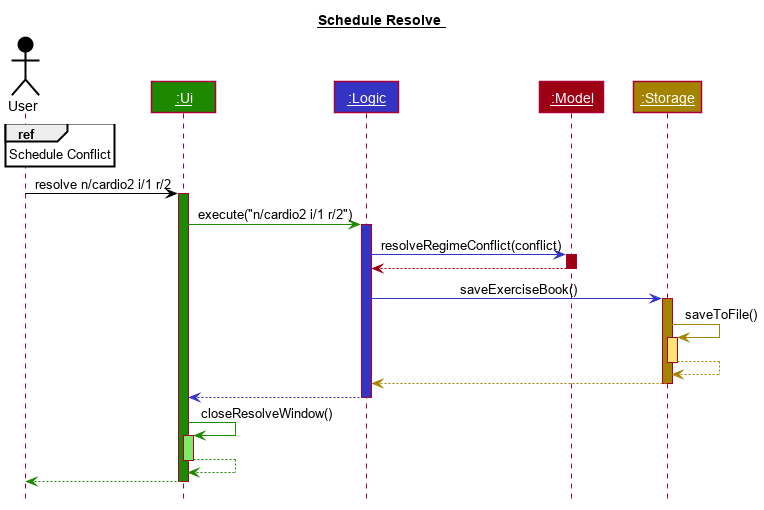 Schedule Resolve
User
:Ui
:Logic
:Model
:Storage
ref
Schedule Conflict
resolve n/cardio2 i/1 r/2
execute("n/cardio2 i/1 r/2")
resolveRegimeConflict(conflict)
saveExerciseBook()
saveToFile()
closeResolveWindow()